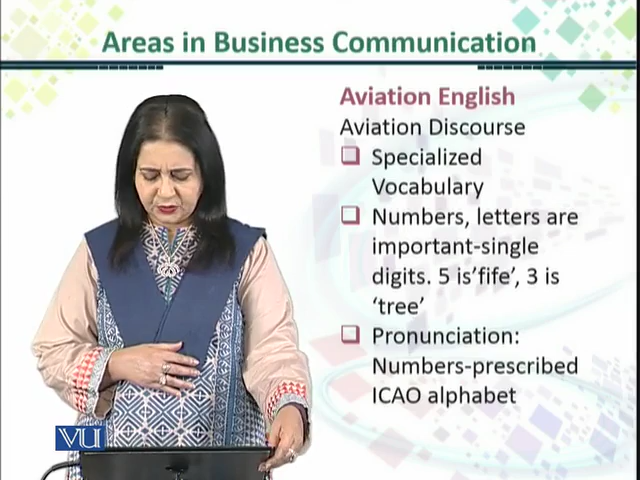 Areas in Business Communication
Aviation English
Aviation Discourse
Specialized
Vocabulary
Numbers, letters are
important-single
digits. 5 is'fife', 3 is
'tree'
Pronunciation:
Numbers-prescribed
ICAO alphabet
VU